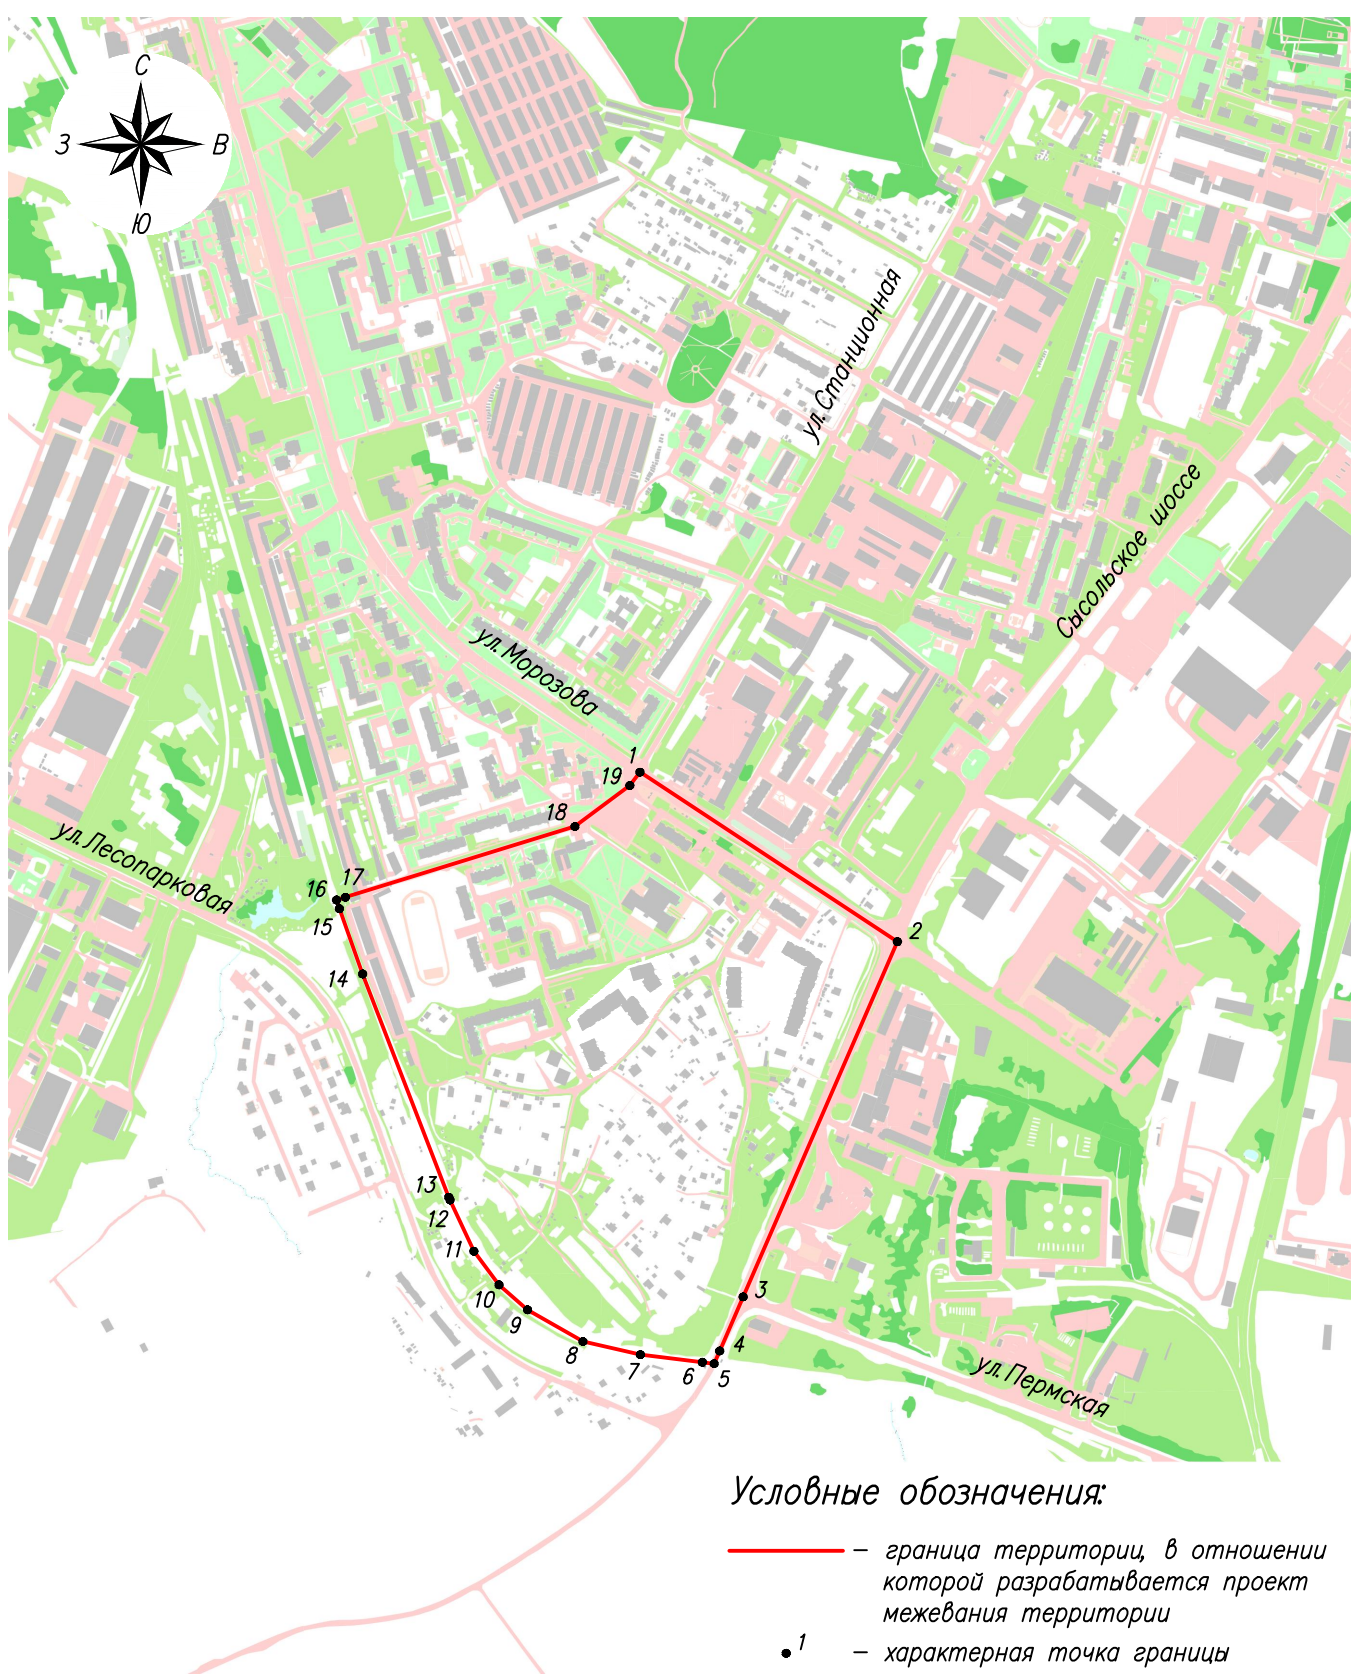 С
З
В
Ю
ул.Станционная
Сысольское шоссе
ул.Морозова
1
19
18
ул.Лесопарковая
17
16
15
2
14
13
12
11
3
10
9
4
8
7
6
5
ул.Пермская
Условные обозначения:
– граница территории, в отношении
которой разрабатывается проект
межевания территории
1 – характерная точка границы